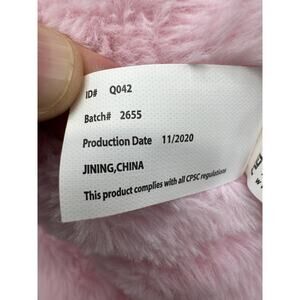 ID# Q042
Batch# 2655
Production Date 11/2020
JINING,CHINA
This product complies with all CPSC regulations